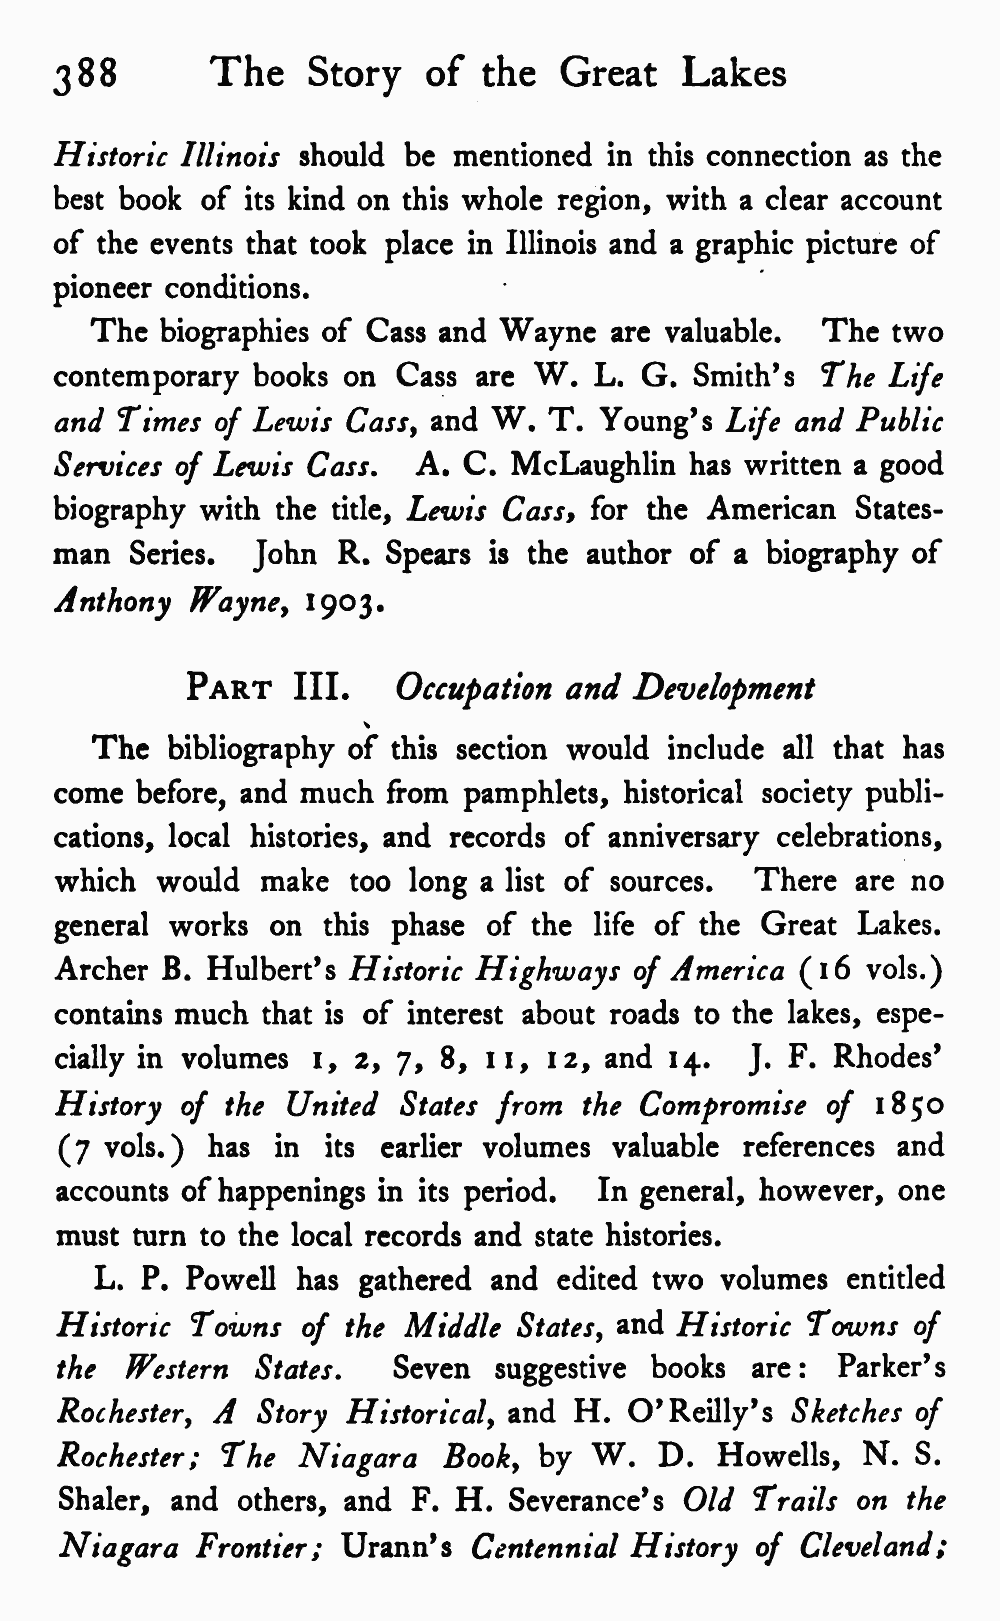 388 The Story of the Great Lakes
Historic Illinois should be mentioned in this connection as the
best book of its kind on this whole region, with a clear account
of the events that took place in Illinois and a graphic picture of
pioneer conditions.
The biographies of Cass and Wayne are valuable. The two
contemporary books on Cass are W. L. G. Smith's The Life
and Times of Lewis Cass, and W. T. Young's Life and Public
Services of Lewis Cass. A. C. McLaughlin has written a good
biography with the title, Lewis Cass, for the American States-
man Series. John R. Spears is the author of a biography of
Anthony Wayne, 1903.
PART III. Occupation and Development
The bibliography of this section would include all that has
come before, and much from pamphlets, historical society publi-
cations, local histories, and records of anniversary celebrations,
which would make too long a list of sources. There are no
general works on this phase of the life of the Great Lakes.
Archer B. Hulbert's Historic Highways of America (16 vols.)
contains much that is of interest about roads to the lakes, espe-
cially in volumes 1, 2, 7, 8, 11, 12, and 14. J. F. Rhodes'
History of the United States from the Compromise of 1850
(7 vols.) has in its earlier volumes valuable references and
accounts of happenings in its period. In general, however, one
must turn to the local records and state histories.
L. P. Powell has gathered and edited two volumes entitled
Historic Towns of the Middle States, and Historic Towns of
the Western States. Seven suggestive books are: Parker's
Rochester, A Story Historical, and H. O'Reilly's Sketches of
Rochester; The Niagara Book, by W. D. Howells, N. S.
Shaler, and others, and F. H. Severance's Old Trails on the
Niagara Frontier; Urann's Centennial History of Cleveland;